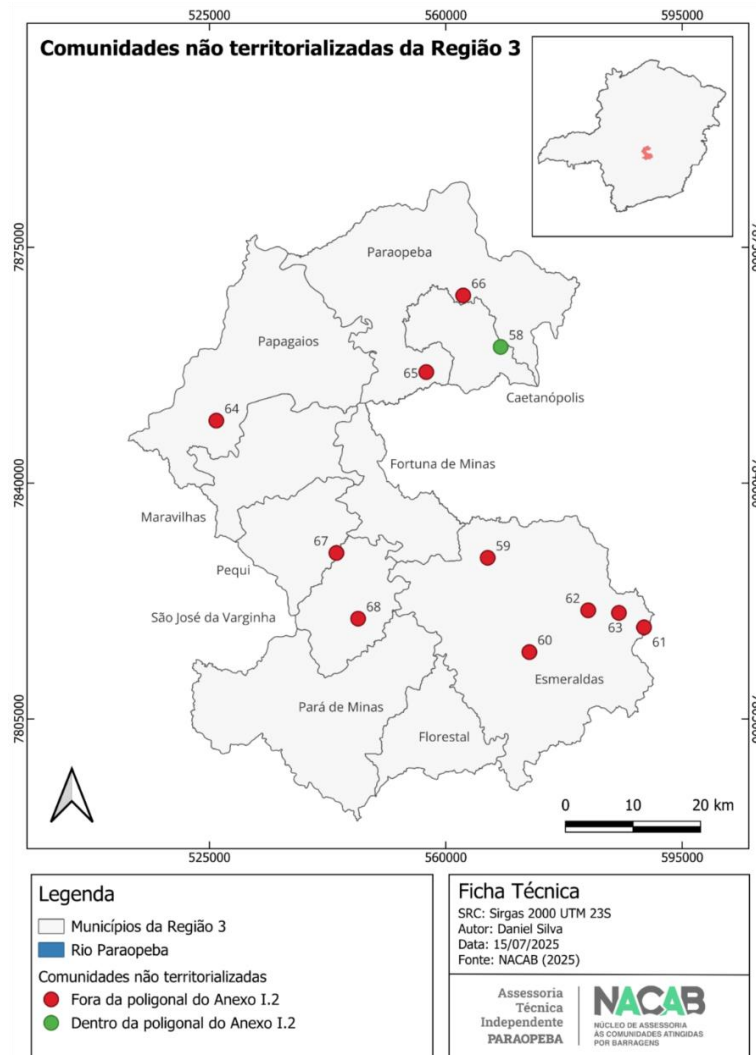 525000 560000 595000
Comunidades não territorializadas da Região 3
7875000 7875000
Paraopeba
66
58
Papagaios
65
Caetanópolis
64
Fortuna de Minas
7840000 7840000
Maravilhas
67
59
Pequi
62
São José da Varginha
68
63
61
60
Esmeraldas
Pará de Minas
7805000 7805000
Florestal
0 10 20 km
525000 560000 595000
Legenda
Municípios da Região 3
Rio Paraopeba
Comunidades não territorializadas
Fora da poligonal do Anexo I.2
Dentro da poligonal do Anexo I.2
Ficha Técnica
SRC: Sirgas 2000 UTM 23S
Autor: Daniel Silva
Data: 15/07/2025
Fonte: NACAB (2025)
Assessoria
Técnica
Independente
PARAOPEBA
NACAB
NÚCLEO DE ASSESSORIA
ÀS COMUNIDADES ATINGIDAS
POR BARRAGENS